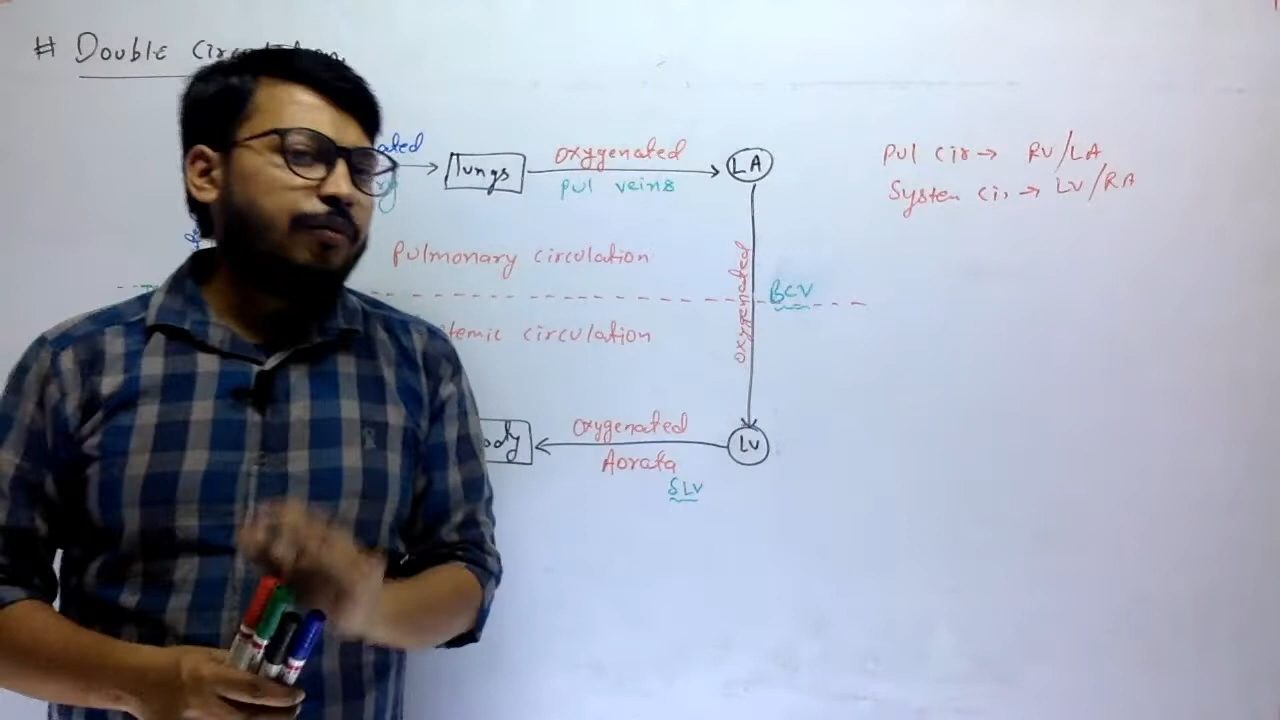 # Double
lungs
oxygenated
pul veins
LA
Pul cir → RV/LA
System cir → LV/RA
Pulmonary circulation
oxygenated
BCV
circulation
oxygenated
Aorata
SLV
LV